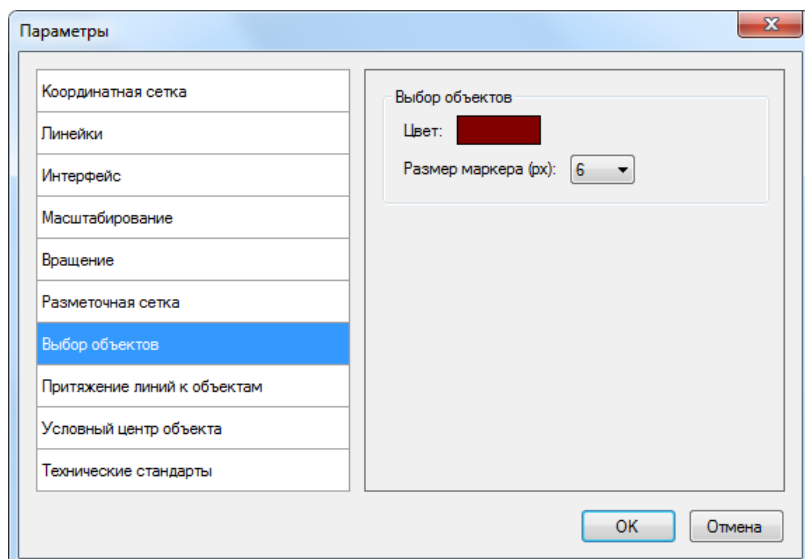 Параметры
Координатная сетка
Линейки
Интерфейс
Масштабирование
Вращение
Разметочная сетка
Выбор объектов
Притяжение линий к объектам
Условный центр объекта
Технические стандарты
Выбор объектов
Цвет:
Размер маркера (px): 6
OK Отмена